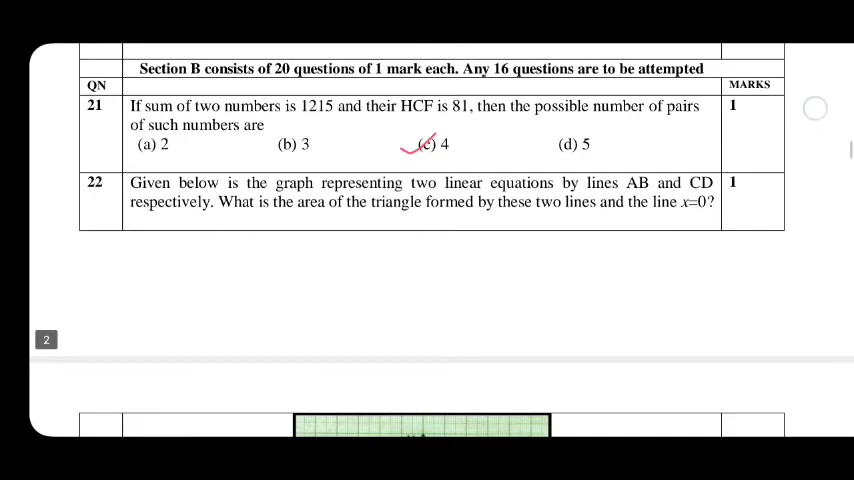 Section B consists of 20 questions of 1 mark each. Any 16 questions are to be attempted
QN MARKS
21 If sum of two numbers is 1215 and their HCF is 81, then the possible number of pairs 1
of such numbers are
(a) 2 (b) 3 (c) 4 (d) 5
22 Given below is the graph representing two linear equations by lines AB and CD 1
respectively. What is the area of the triangle formed by these two lines and the line x=0?
2